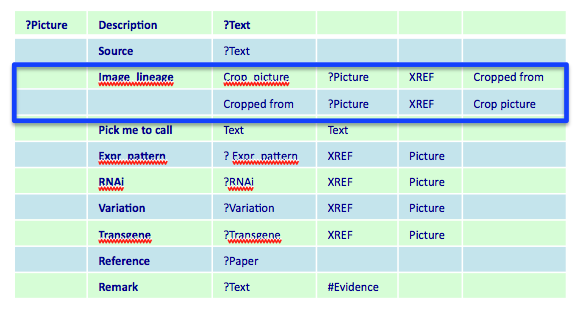 ?Picture Description ?Text
Source ?Text
Image_lineage Crop_picture ?Picture XREF Cropped from
Cropped from ?Picture XREF Crop picture
Pick me to call Text Text
Expr_pattern ? Expr_pattern XREF Picture
RNAi ?RNAi XREF Picture
Variation ?Variation XREF Picture
Transgene ?Transgene XREF Picture
Reference ?Paper
Remark ?Text #Evidence